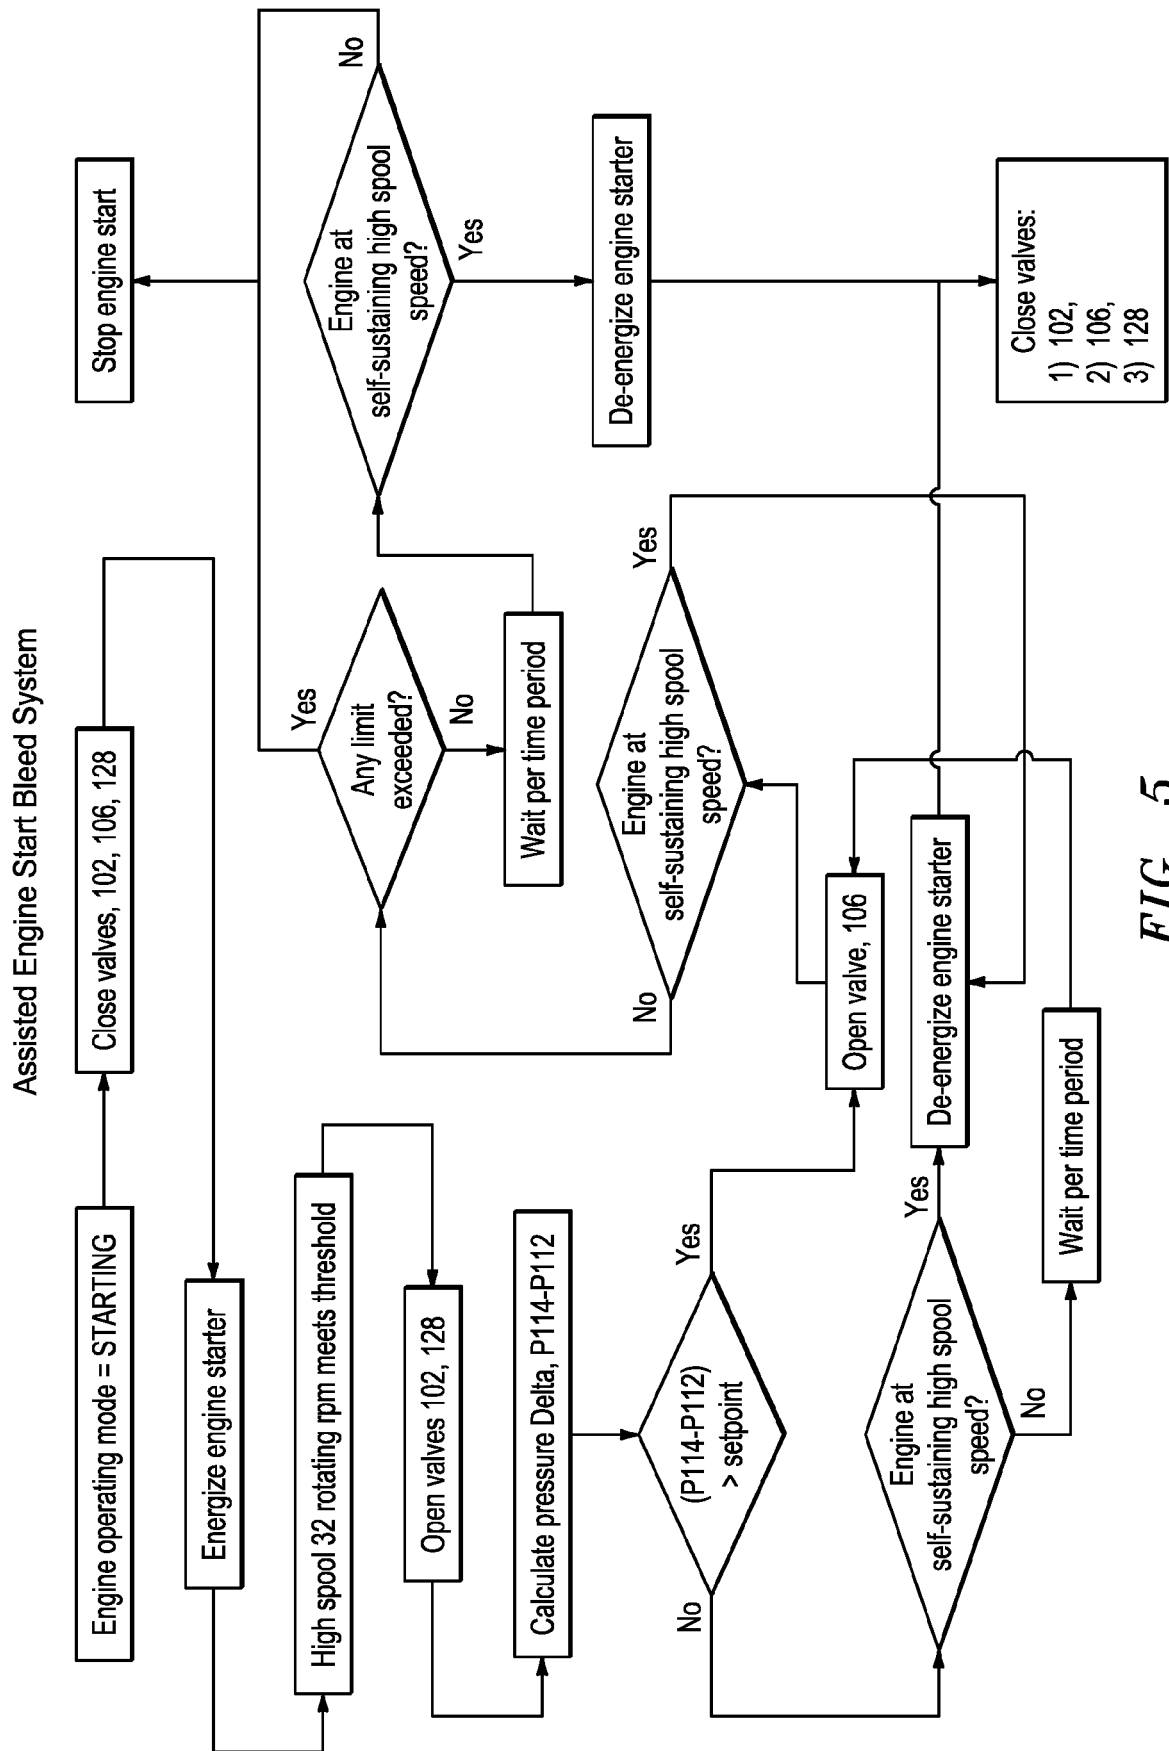 Assisted Engine Start Bleed System
Engine operating mode = STARTING
Close valves, 102, 106, 128
Energize engine starter
High spool 32 rotating rpm meets threshold
Open valves 102, 128
Calculate pressure Delta, P114-P112
(P114-P112)
> setpoint
Yes
No
Engine at
self-sustaining high spool
speed?
Yes
No
Wait per time period
De-energize engine starter
Open valve, 106
Engine at
self-sustaining high spool
speed?
Yes
No
Any limit
exceeded?
Yes
No
Wait per time period
Engine at
self-sustaining high spool
speed?
No
Yes
Stop engine start
De-energize engine starter
Close valves:
1) 102,
2) 106,
3) 128
FIG. 5